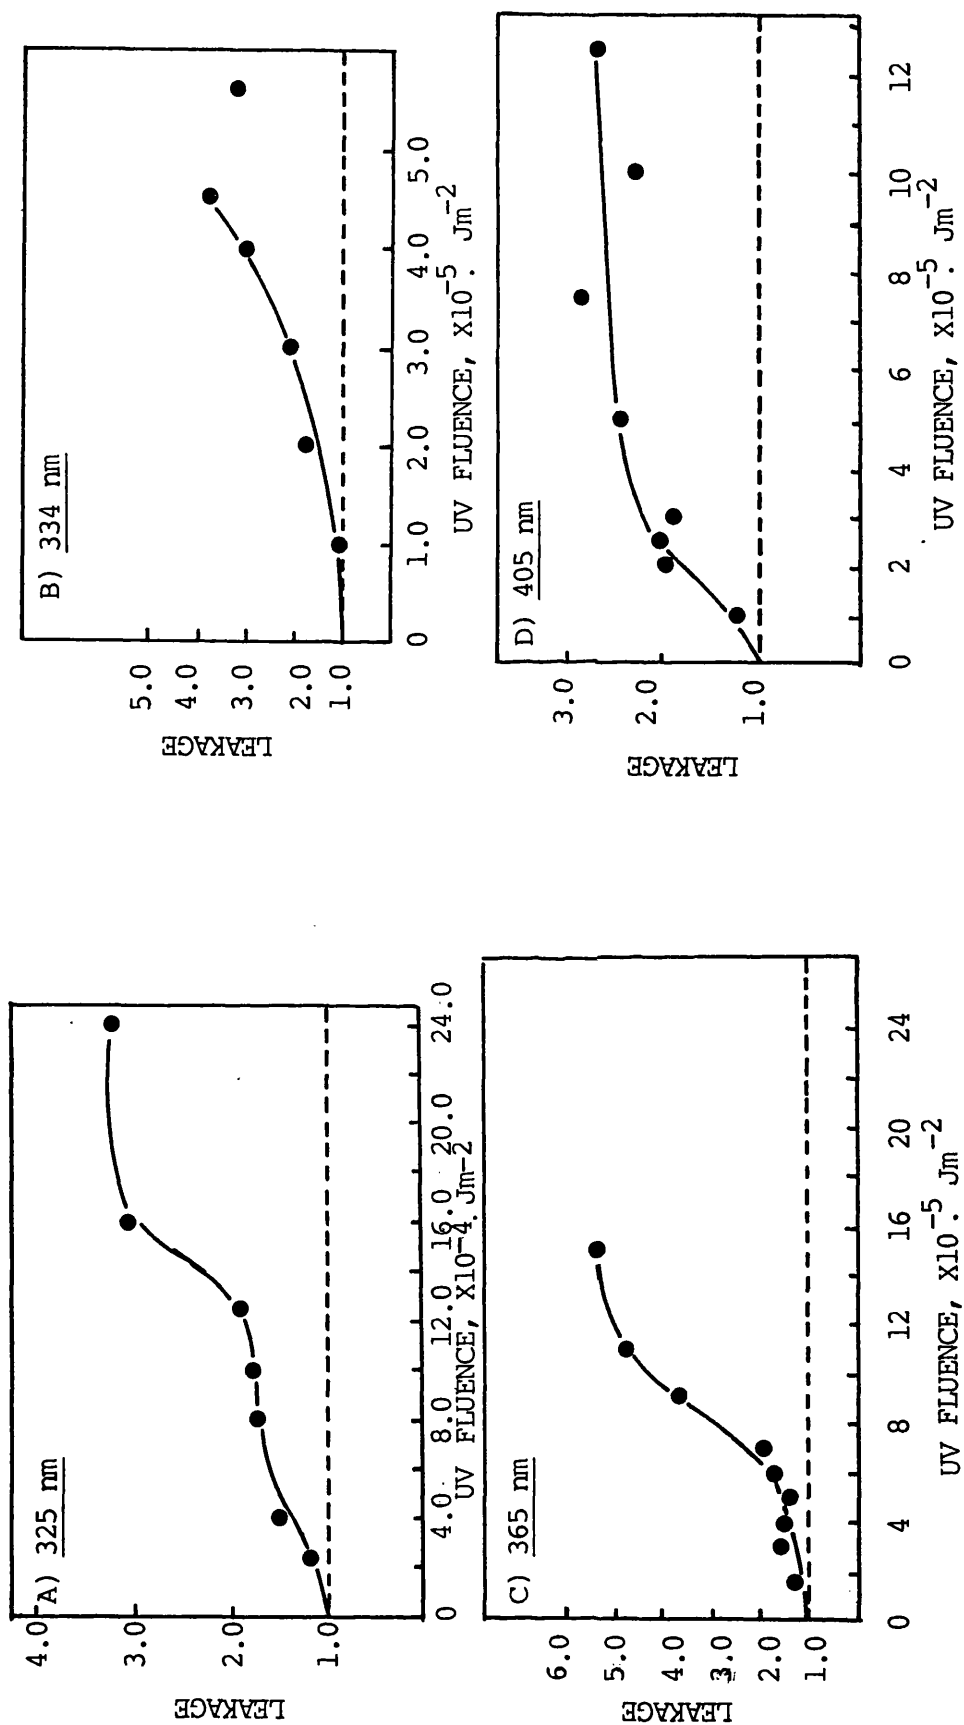 A) 325 nm
LEAKAGE
4.0
3.0
2.0
1.0
0 4.0 8.0 12.0 16.0 20.0 24.0
UV FLUENCE, X10-4. Jm-2
B) 334 nm
LEAKAGE
5.0
4.0
3.0
2.0
1.0
0 1.0 2.0 3.0 4.0 5.0
UV FLUENCE, X10-5. Jm-2
C) 365 nm
LEAKAGE
6.0
5.0
4.0
3.0
2.0
1.0
0 4 8 12 16 20 24
UV FLUENCE, X10-5. Jm-2
D) 405 nm
LEAKAGE
3.0
2.0
1.0
0 2 4 6 8 10 12
UV FLUENCE, X10-5. Jm-2